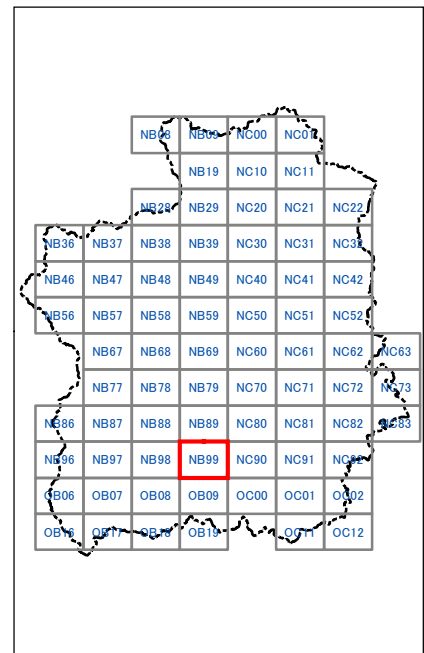 NB08 NB09 NC00 NC01
NB19 NC10 NC11
NB28 NB29 NC20 NC21 NC22
NB36 NB37 NB38 NB39 NC30 NC31 NC32
NB46 NB47 NB48 NB49 NC40 NC41 NC42
NB56 NB57 NB58 NB59 NC50 NC51 NC52
NB67 NB68 NB69 NC60 NC61 NC62 NC63
NB77 NB78 NB79 NC70 NC71 NC72 NC73
NB86 NB87 NB88 NB89 NC80 NC81 NC82 NC83
NB96 NB97 NB98 NB99 NC90 NC91 NC92
OB06 OB07 OB08 OB09 OC00 OC01 OC02
OB16 OB17 OB18 OB19 OC11 OC12